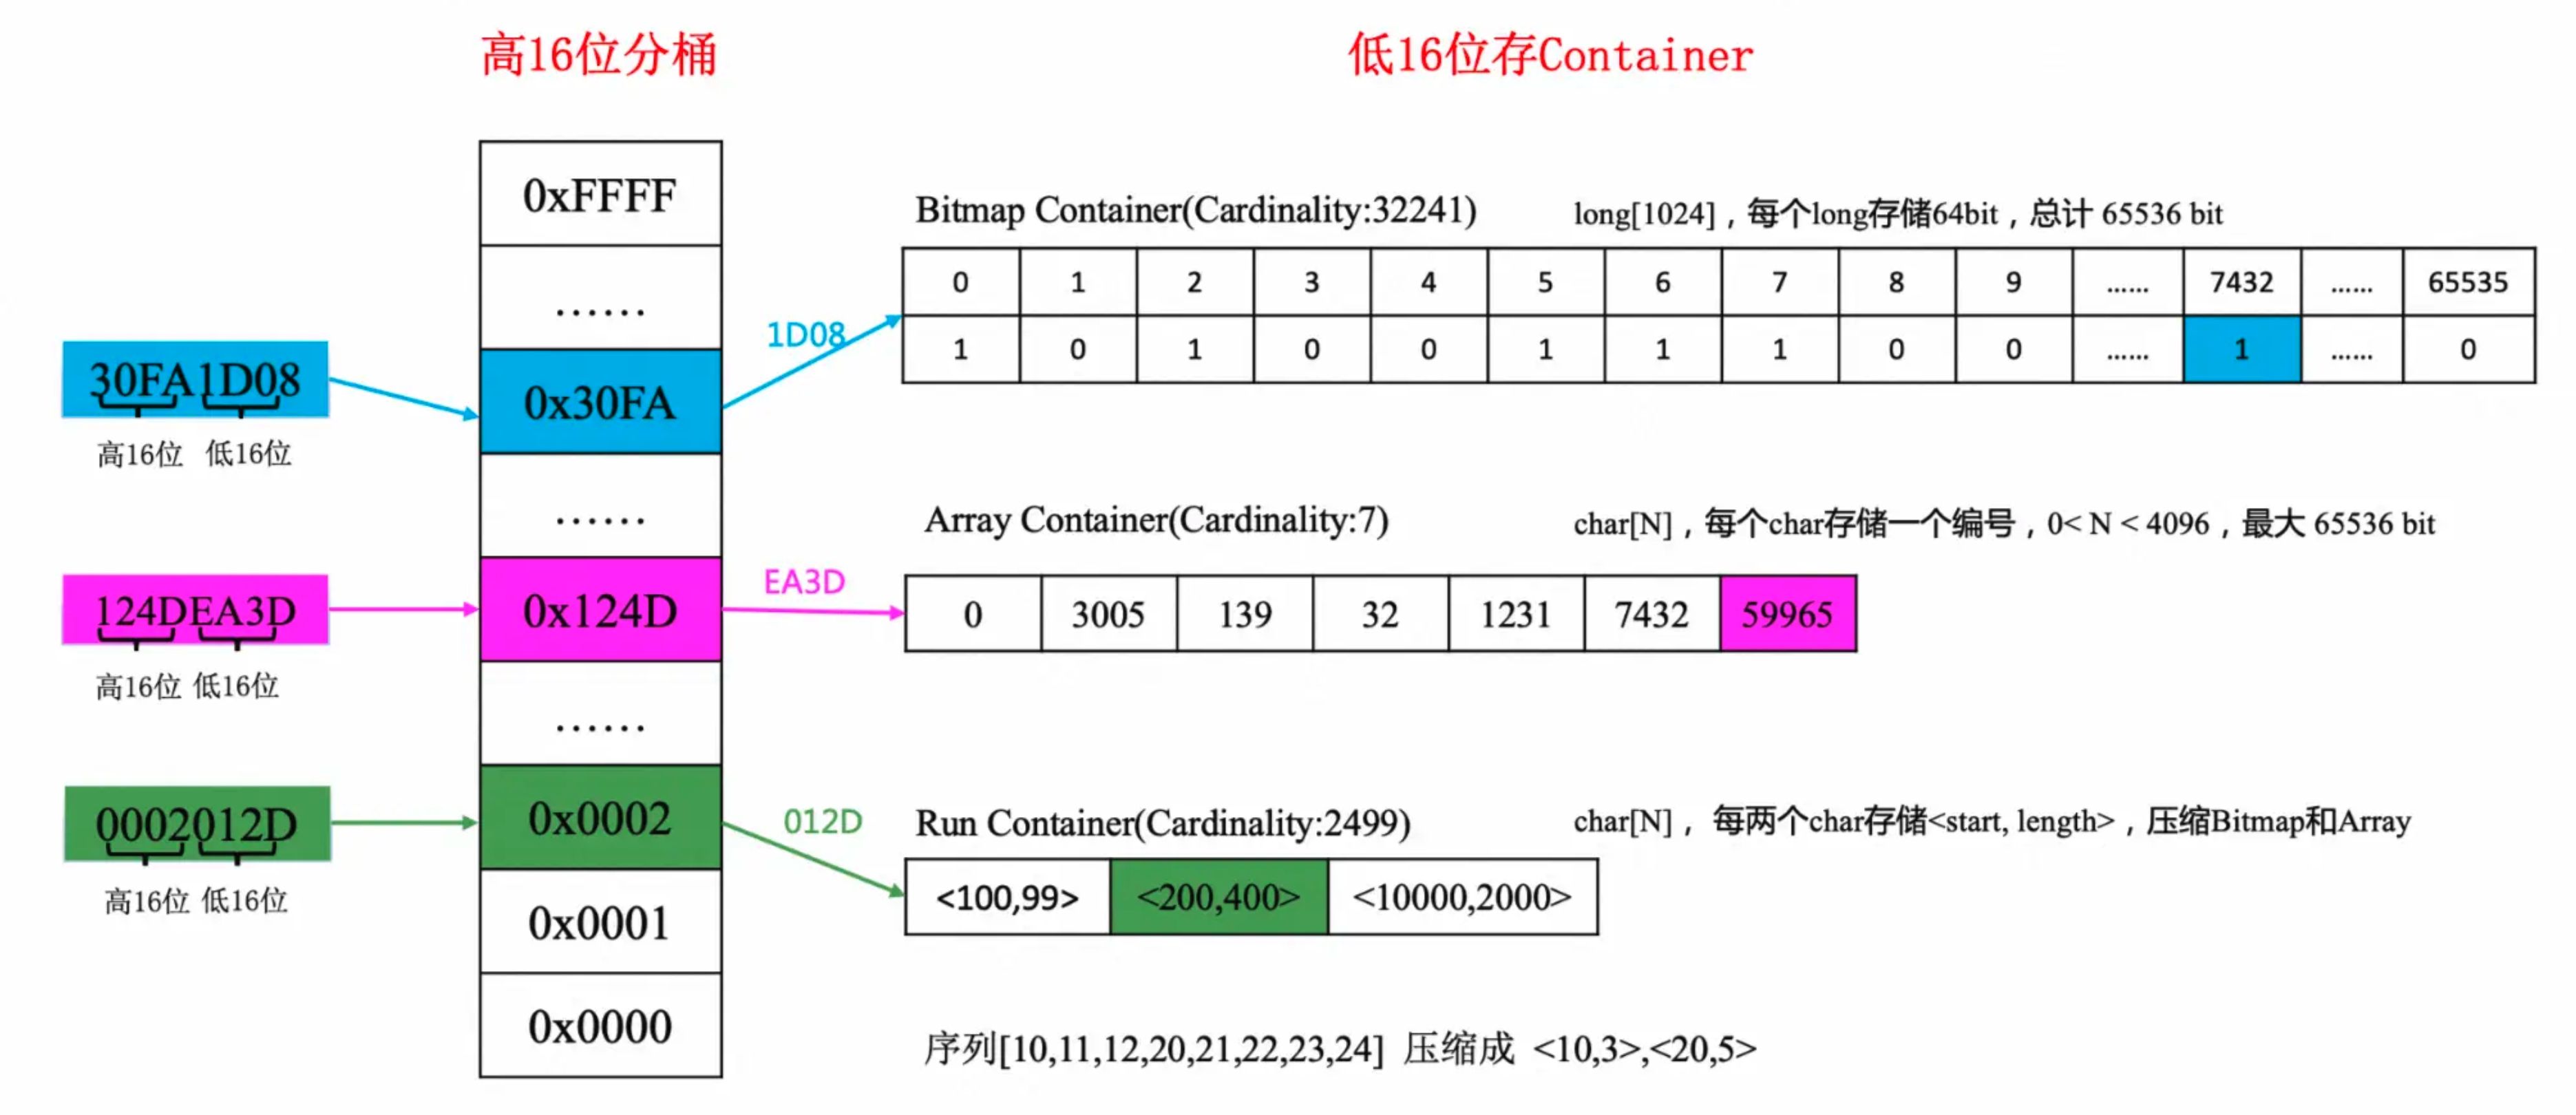 高16位分桶
低16位存Container
0xFFFF
……
0x30FA
……
0x124D
……
0x0002
0x0001
0x0000
30FA1D08
高16位 低16位
124DEA3D
高16位 低16位
0002012D
高16位 低16位
1D08
Bitmap Container(Cardinality:32241)
long[1024]，每个long存储64bit，总计 65536 bit
0 1 2 3 4 5 6 7 8 9 …… 7432 …… 65535
1 0 1 0 0 1 1 1 0 0 …… 1 …… 0
EA3D
Array Container(Cardinality:7)
char[N]，每个char存储一个编号，0< N < 4096，最大 65536 bit
0 3005 139 32 1231 7432 59965
012D
Run Container(Cardinality:2499)
char[N]， 每两个char存储<start, length>，压缩Bitmap和Array
<100,99> <200,400> <10000,2000>
序列[10,11,12,20,21,22,23,24] 压缩成 <10,3>,<20,5>